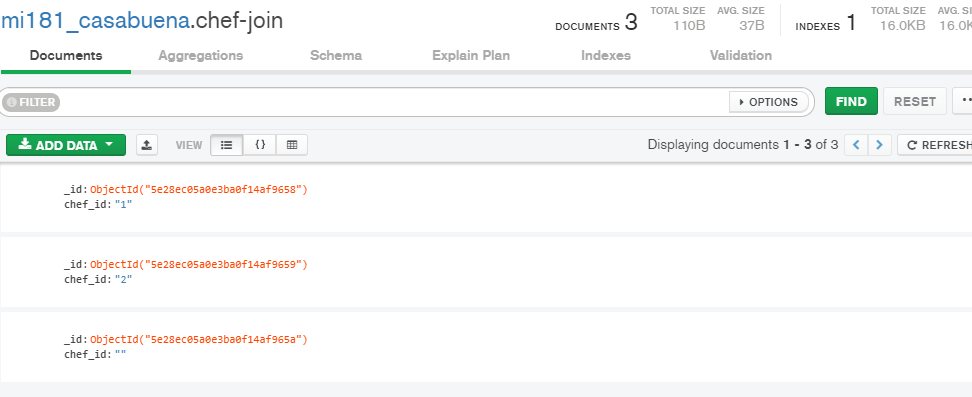 mi181_casabuena.chef-join
DOCUMENTS 3 TOTAL SIZE 110B AVG. SIZE 37B INDEXES 1 TOTAL SIZE 16.0KB AVG. S 16.0K
Documents Aggregations Schema Explain Plan Indexes Validation
FILTER OPTIONS FIND RESET
ADD DATA VIEW {} Displaying documents 1 - 3 of 3 REFRESH
_id: ObjectId("5e28ec05a0e3ba0f14af9658")
chef_id: "1"
_id: ObjectId("5e28ec05a0e3ba0f14af9659")
chef_id: "2"
_id: ObjectId("5e28ec05a0e3ba0f14af965a")
chef_id: ""